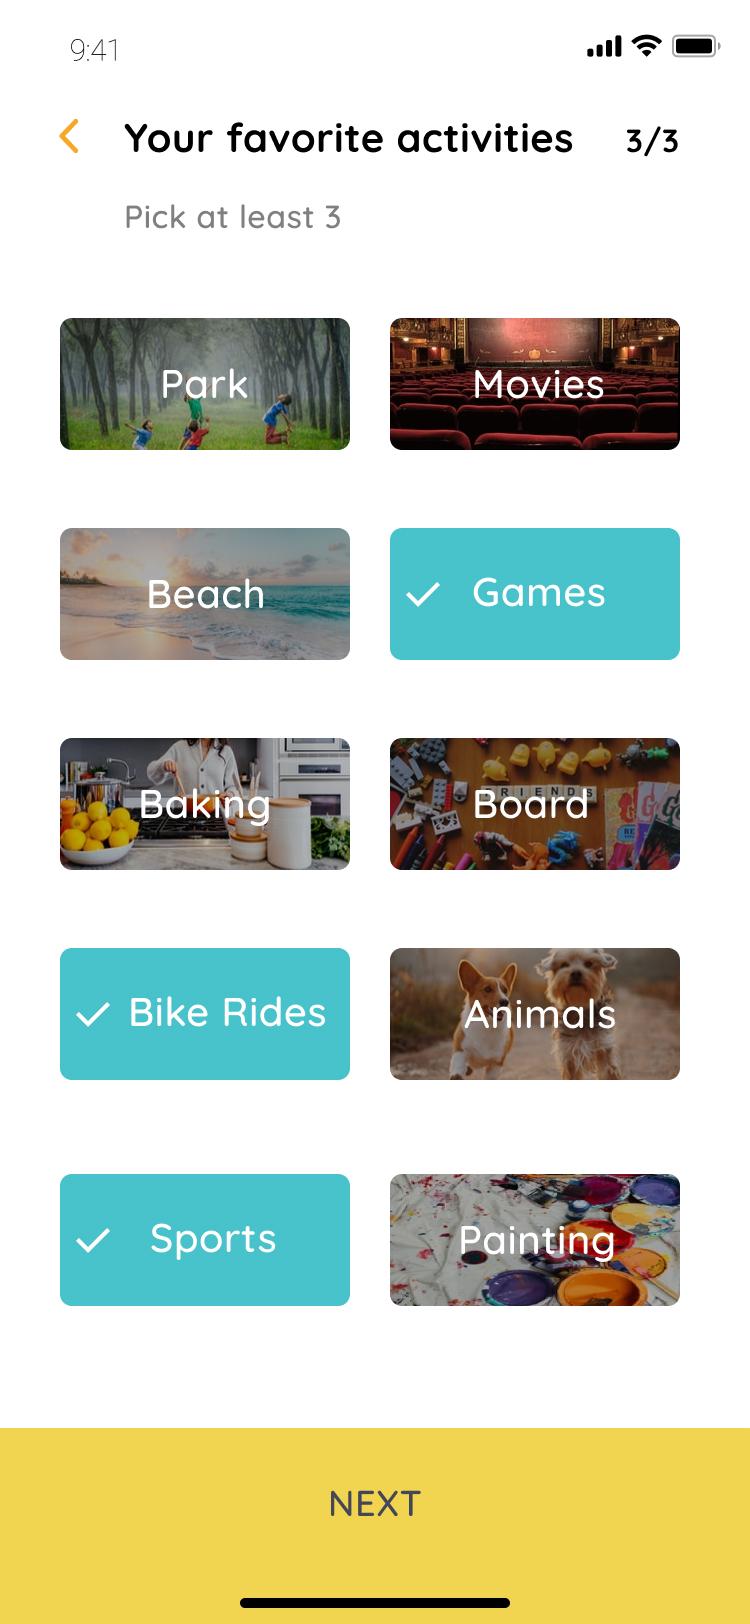 9:41
Your favorite activities 3/3
Pick at least 3
Park Movies
Beach Games
Baking Board
FRIENDS
Bike Rides Animals
Sports Painting
NEXT